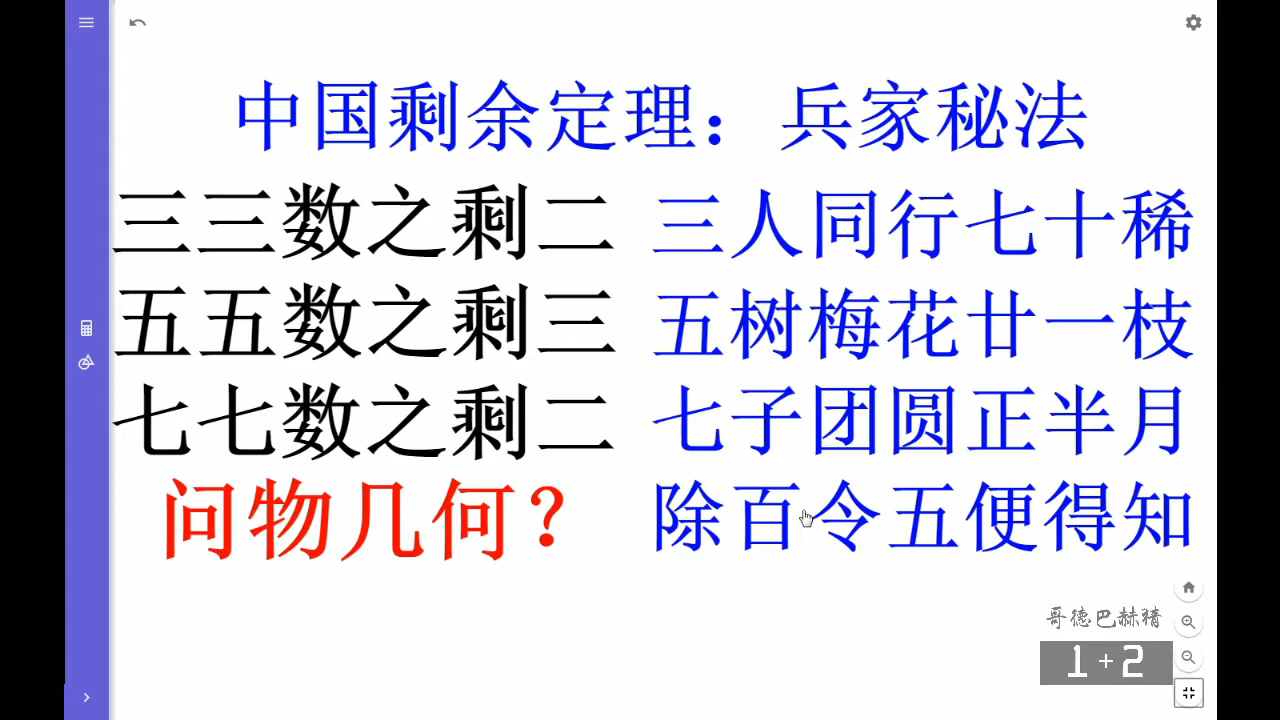 中国剩余定理：兵家秘法
三三数之剩二
五五数之剩三
七七数之剩二
问物几何？
三人同行七十稀
五树梅花廿一枝
七子团圆正半月
除百令五便得知
哥德巴赫猜
1+2